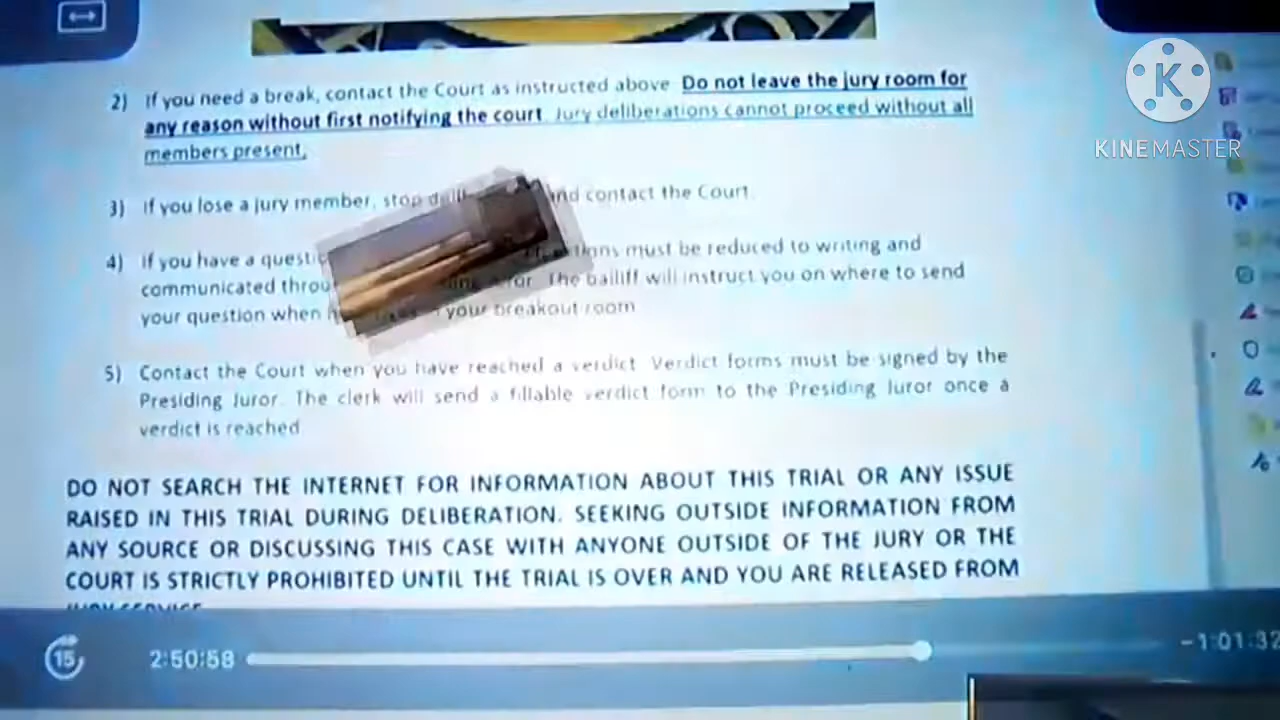 2) If you need a break, contact the Court as instructed above. Do not leave the jury room for
any reason without first notifying the court. Jury deliberations cannot proceed without all
members present.
3) If you lose a jury member, stop and contact the Court
4) If you have a must be reduced to writing and
communicated The bailiff will instruct you on where to send
your question when your breakout room
5) Contact the Court when you have reached a verdict. Verdict forms must be signed by the
Presiding Juror. The clerk will send a fillable verdict form to the Presiding Juror once a
verdict is reached
DO NOT SEARCH THE INTERNET FOR INFORMATION ABOUT THIS TRIAL OR ANY ISSUE
RAISED IN THIS TRIAL DURING DELIBERATION. SEEKING OUTSIDE INFORMATION FROM
ANY SOURCE OR DISCUSSING THIS CASE WITH ANYONE OUTSIDE OF THE JURY OR THE
COURT IS STRICTLY PROHIBITED UNTIL THE TRIAL IS OVER AND YOU ARE RELEASED FROM
15 2:50:58 -1:01:32
K
KINEMASTER